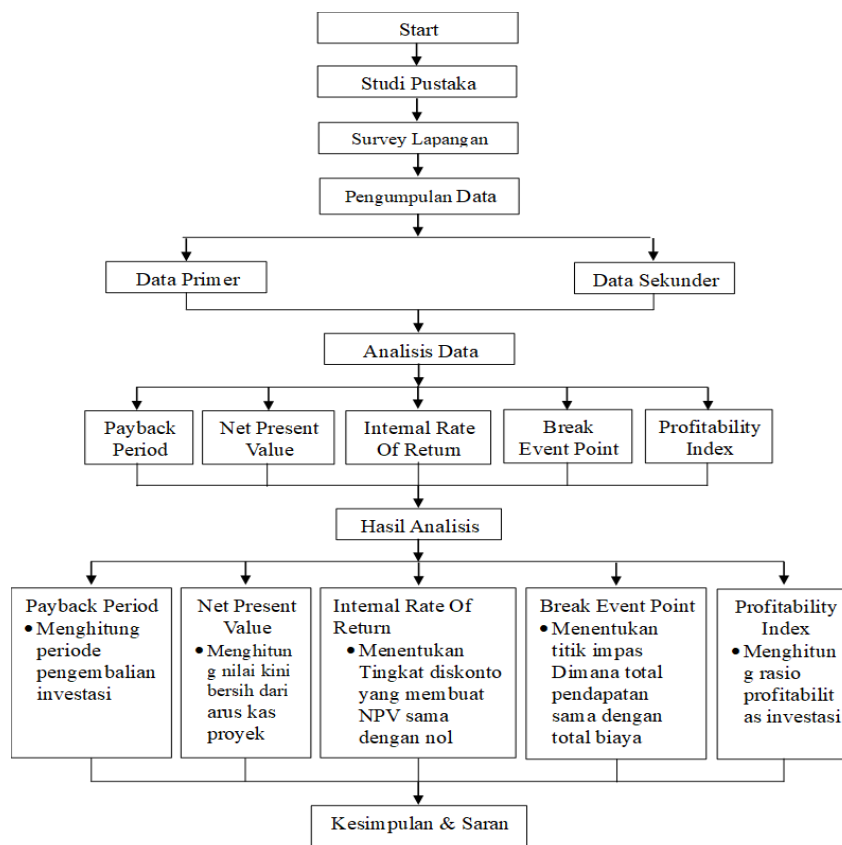 Start
Studi Pustaka
Survey Lapangan
Pengumpulan Data
Data Primer
Data Sekunder
Analisis Data
Payback
Period
Net Present
Value
Internal Rate
Of Return
Break
Event Point
Profitability
Index
Hasil Analisis
Payback Period
• Menghitung
periode
pengembalian
investasi
Net Present
Value
• Menghitun
g nilai kini
bersih dari
arus kas
proyek
Internal Rate Of
Return
• Menentukan
Tingkat diskonto
yang membuat
NPV sama
dengan nol
Break Event Point
• Menentukan
titik impas
Dimana total
pendapatan
sama dengan
total biaya
Profitability
Index
• Menghitun
g rasio
profitabilit
as investasi
Kesimpulan & Saran